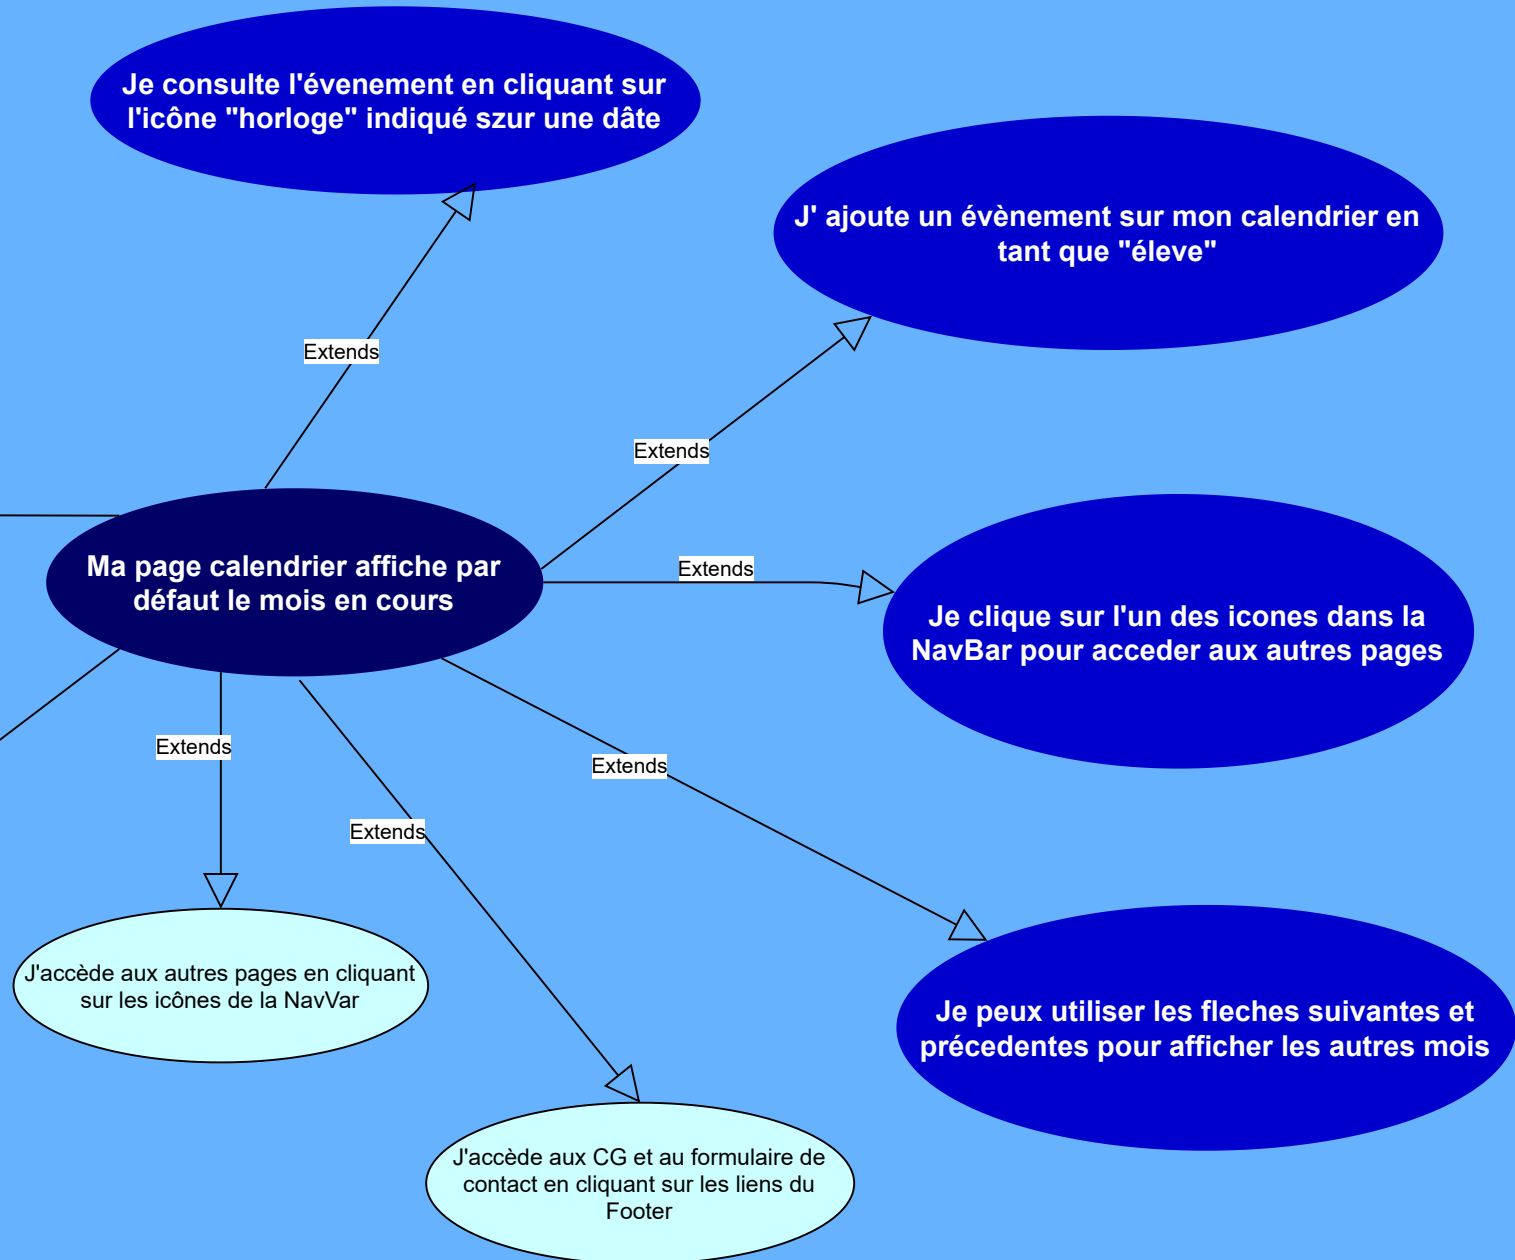 Je consulte l'évenement en cliquant sur
l'icône "horloge" indiqué szur une dâte
J' ajoute un évènement sur mon calendrier en
tant que "éleve"
Extends
Extends
Ma page calendrier affiche par
défaut le mois en cours
Extends
Je clique sur l'un des icones dans la
NavBar pour acceder aux autres pages
Extends
Extends
Extends
J'accède aux autres pages en cliquant
sur les icônes de la NavVar
Je peux utiliser les fleches suivantes et
précedentes pour afficher les autres mois
J'accède aux CG et au formulaire de
contact en cliquant sur les liens du
Footer